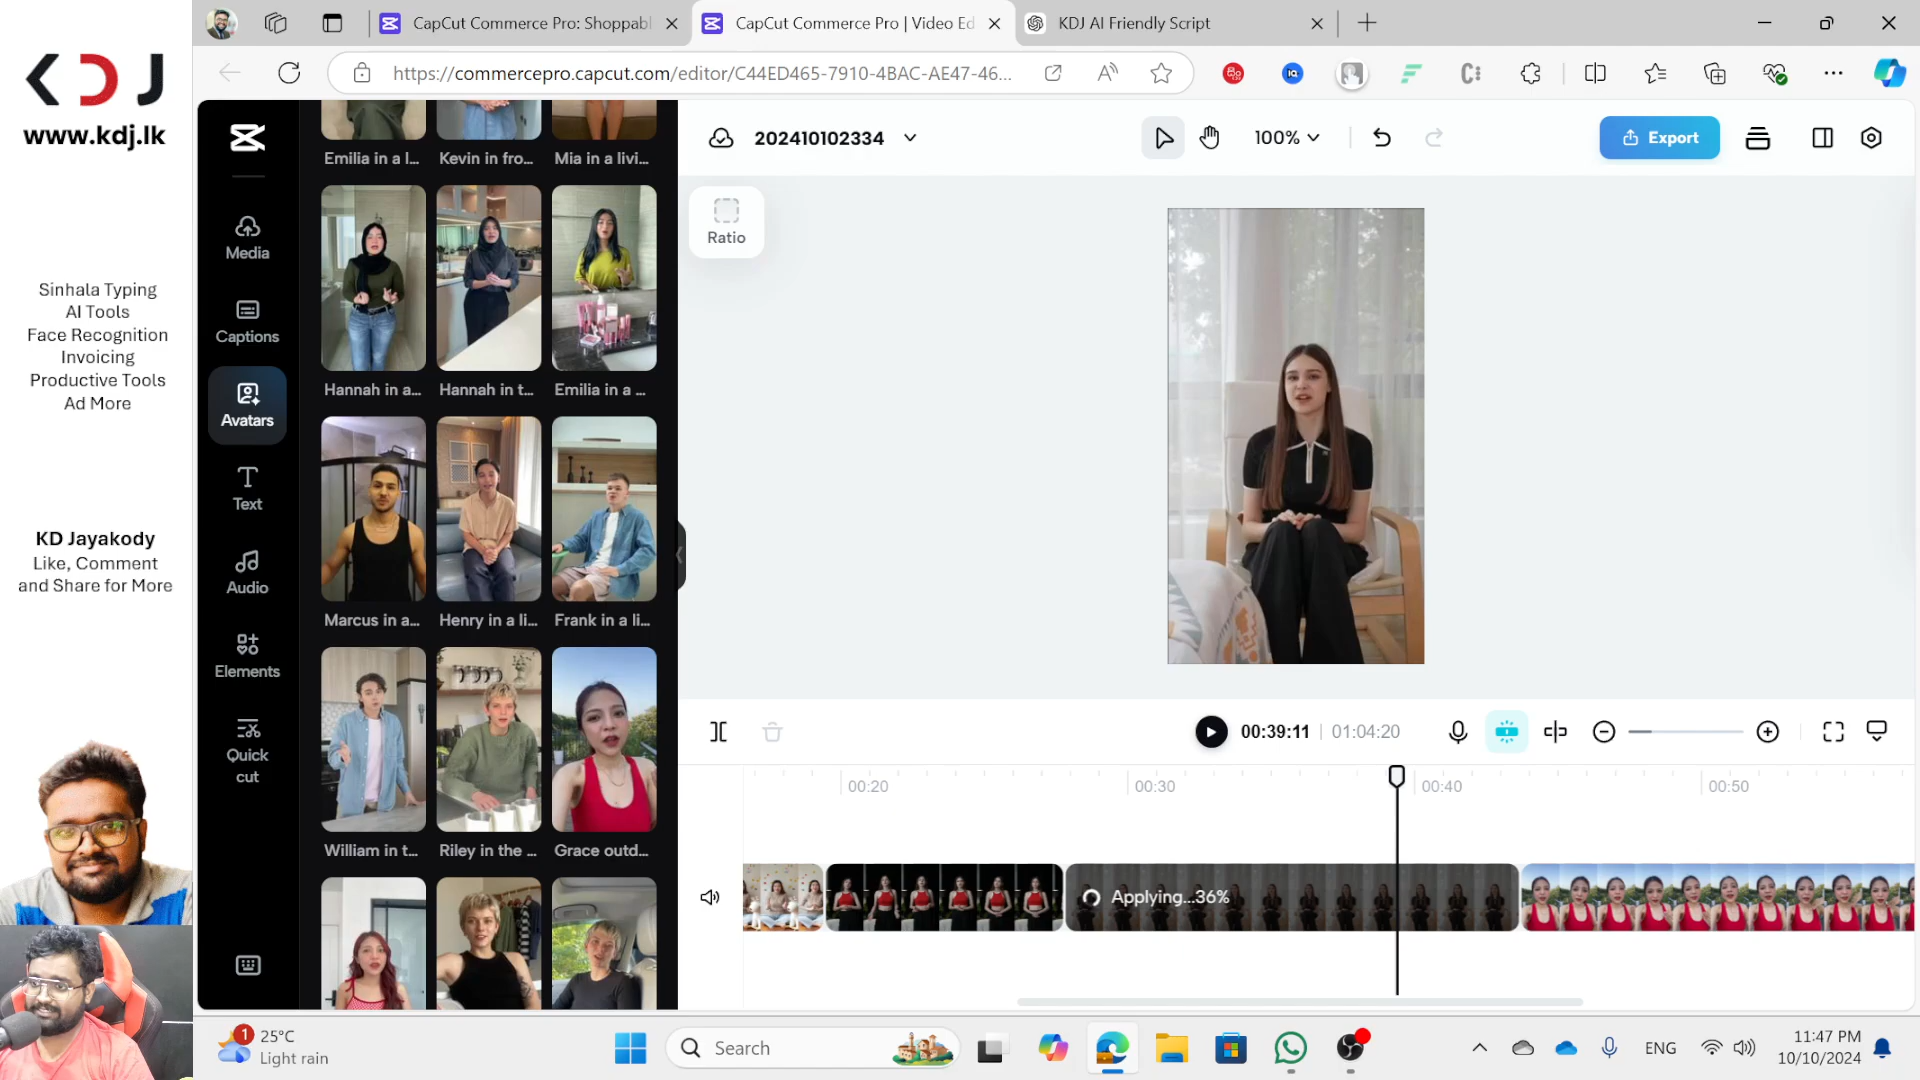 KDJ
www.kdj.lk
Sinhala Typing
AI Tools
Face Recognition
Invoicing
Productive Tools
Ad More
KD Jayakody
Like, Comment
and Share for More
CapCut Commerce Pro: Shoppabl
CapCut Commerce Pro | Video Ed
KDJ AI Friendly Script
https://commercepro.capcut.com/editor/C44ED465-7910-4BAC-AE47-46...
Media
Captions
Avatars
Text
Audio
Elements
Quick
cut
Emilia in a l...
Kevin in fro...
Mia in a livi...
Hannah in a...
Hannah in t...
Emilia in a ...
Marcus in a...
Henry in a li...
Frank in a li...
William in t...
Riley in the ...
Grace outd...
202410102334
100%
Export
Ratio
00:39:11 | 01:04:20
00:20
00:30
00:40
00:50
Applying...36%
1
25°C
Light rain
Search
ENG
11:47 PM
10/10/2024